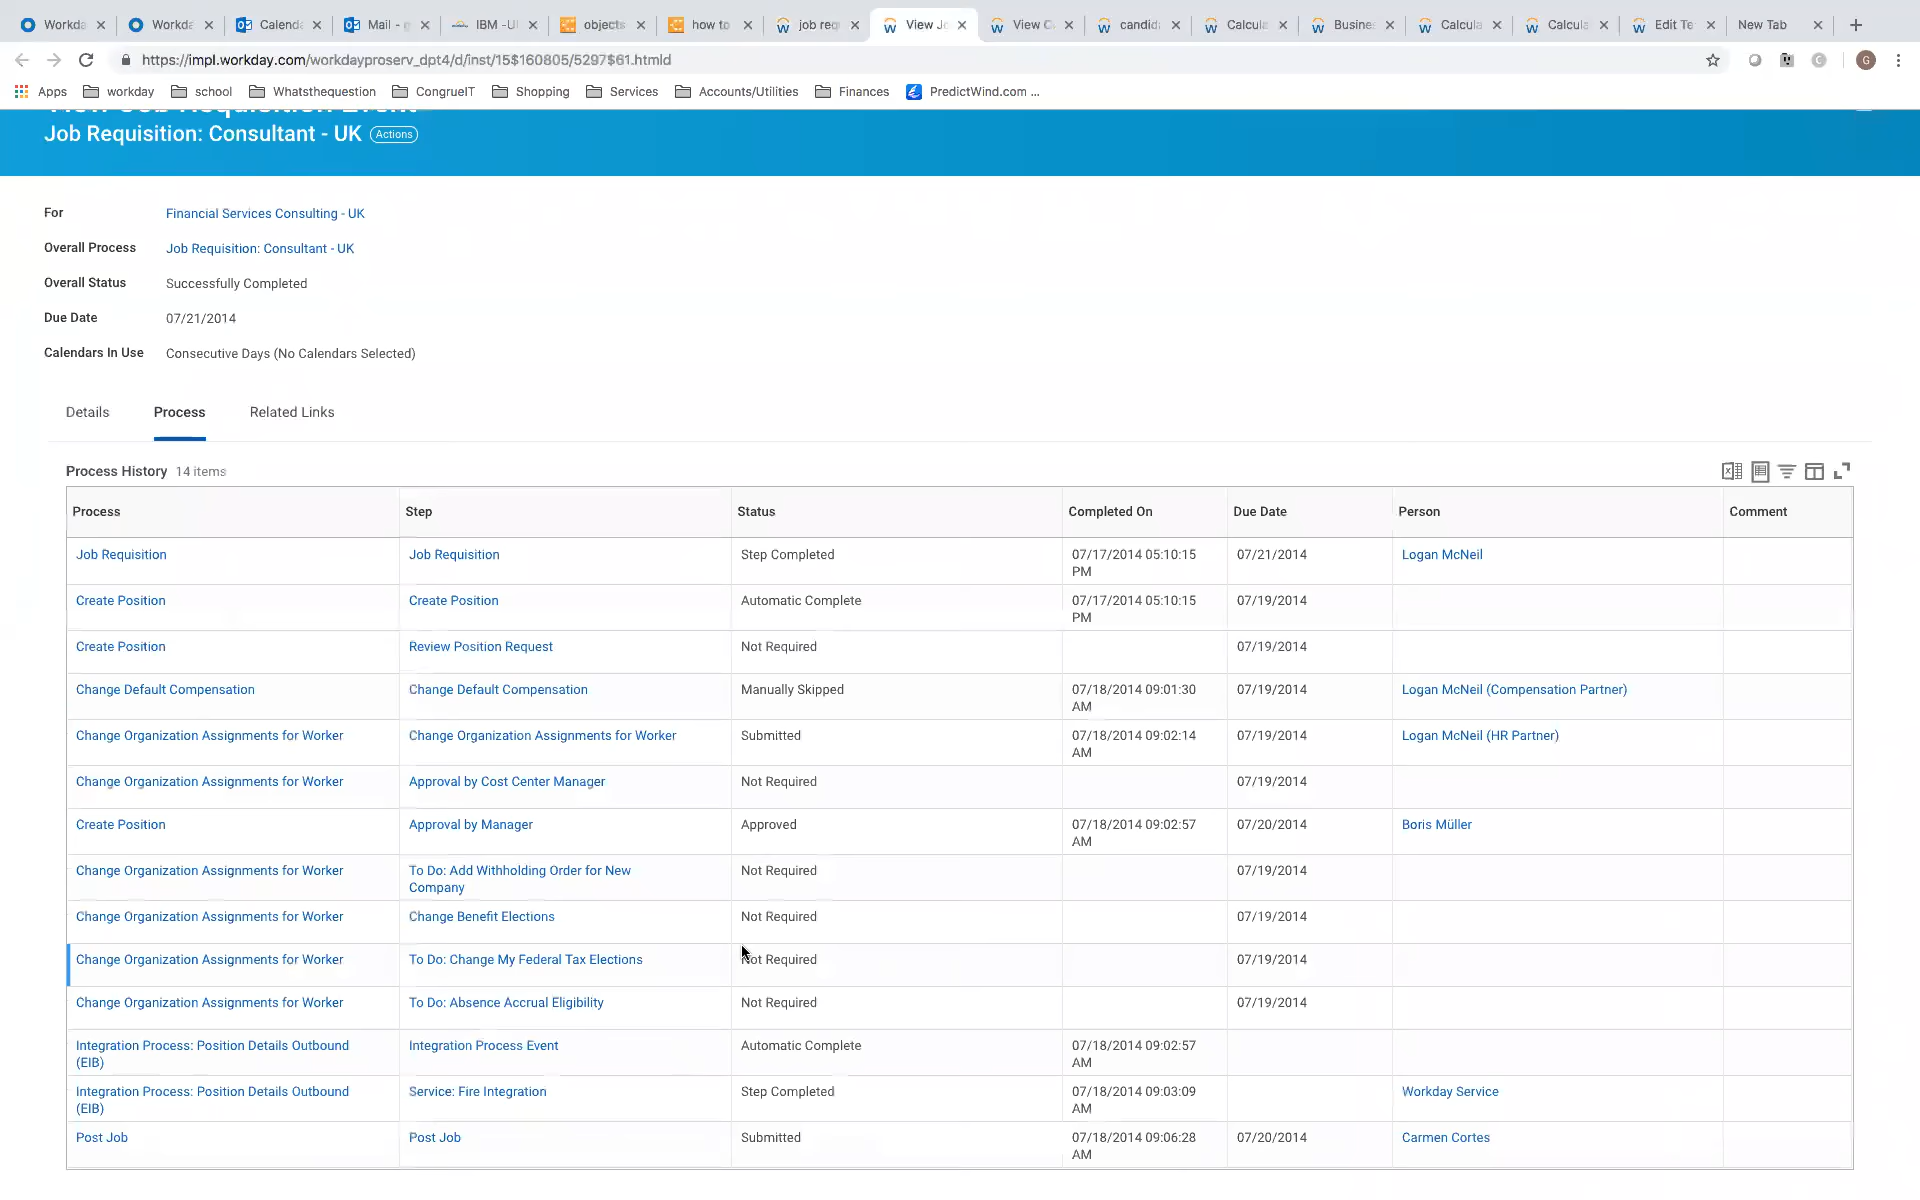 Workda
Workda
Calenda
Mail - g
IBM -UI
objects
how to
job req
View Jo
View C
candid
Calcula
Busine
Calcula
Calcula
Edit Te
New Tab
https://impl.workday.com/workdayproserv_dpt4/d/inst/15$160805/5297$61.htmld
G
Apps workday school Whatsthequestion CongrueIT Shopping Services Accounts/Utilities Finances PredictWind.com ...
View Job Requisition Event
Job Requisition: Consultant - UK Actions
For Financial Services Consulting - UK
Overall Process Job Requisition: Consultant - UK
Overall Status Successfully Completed
Due Date 07/21/2014
Calendars In Use Consecutive Days (No Calendars Selected)
Details Process Related Links
Process History 14 items
Process Step Status Completed On Due Date Person Comment
Job Requisition Job Requisition Step Completed 07/17/2014 05:10:15 07/21/2014 Logan McNeil
PM
Create Position Create Position Automatic Complete 07/17/2014 05:10:15 07/19/2014
PM
Create Position Review Position Request Not Required 07/19/2014
Change Default Compensation Change Default Compensation Manually Skipped 07/18/2014 09:01:30 07/19/2014 Logan McNeil (Compensation Partner)
AM
Change Organization Assignments for Worker Change Organization Assignments for Worker Submitted 07/18/2014 09:02:14 07/19/2014 Logan McNeil (HR Partner)
AM
Change Organization Assignments for Worker Approval by Cost Center Manager Not Required 07/19/2014
Create Position Approval by Manager Approved 07/18/2014 09:02:57 07/20/2014 Boris Müller
AM
Change Organization Assignments for Worker To Do: Add Withholding Order for New Not Required 07/19/2014
Company
Change Organization Assignments for Worker Change Benefit Elections Not Required 07/19/2014
Change Organization Assignments for Worker To Do: Change My Federal Tax Elections Not Required 07/19/2014
Change Organization Assignments for Worker To Do: Absence Accrual Eligibility Not Required 07/19/2014
Integration Process: Position Details Outbound Integration Process Event Automatic Complete 07/18/2014 09:02:57
(EIB) AM
Integration Process: Position Details Outbound Service: Fire Integration Step Completed 07/18/2014 09:03:09 Workday Service
(EIB) AM
Post Job Post Job Submitted 07/18/2014 09:06:28 07/20/2014 Carmen Cortes
AM